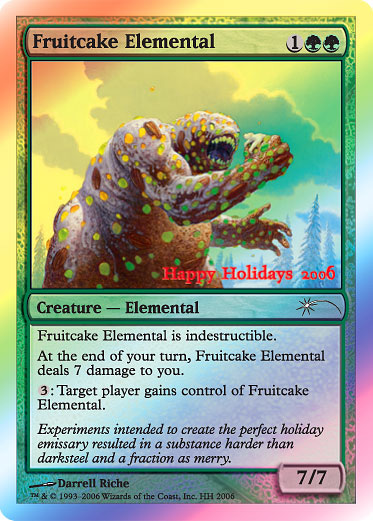 Fruitcake Elemental 1
Happy Holidays 2006
Creature — Elemental
Fruitcake Elemental is indestructible.
At the end of your turn, Fruitcake Elemental
deals 7 damage to you.
3: Target player gains control of Fruitcake
Elemental.
Experiments intended to create the perfect holiday
emissary resulted in a substance harder than
darksteel and a fraction as merry.
7/7
Darrell Riche
™ & © 1993–2006 Wizards of the Coast, Inc. HH 2006